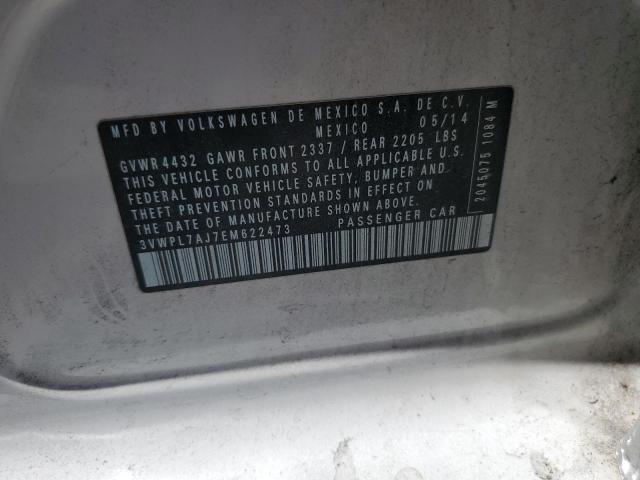 MFD BY VOLKSWAGEN DE MEXICO S.A. DE C.V.
MEXICO 05/14
GVWR 4432 GAWR FRONT 2337 / REAR 2205 LBS
THIS VEHICLE CONFORMS TO ALL APPLICABLE U.S.
FEDERAL MOTOR VEHICLE SAFETY, BUMPER AND
THEFT PREVENTION STANDARDS IN EFFECT ON
THE DATE OF MANUFACTURE SHOWN ABOVE.
3VWPL7AJ7EM622473 PASSENGER CAR
2045075 1084 M